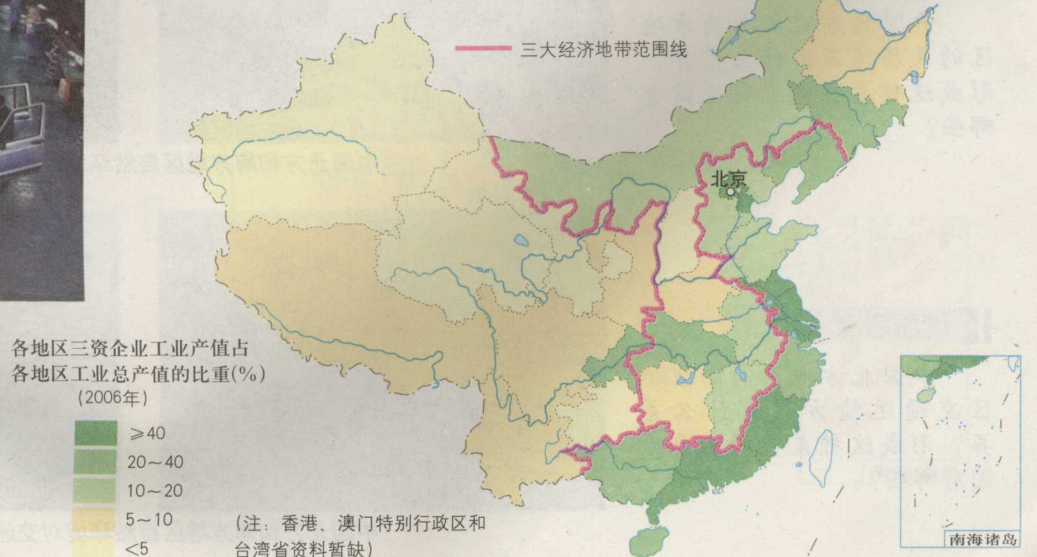 三大经济地带范围线
北京
各地区三资企业工业产值占
各地区工业总产值的比重(%)
(2006年)
≥40
20~40
10~20
5~10
<5
(注：香港、澳门特别行政区和
台湾省资料暂缺)
南海诸岛